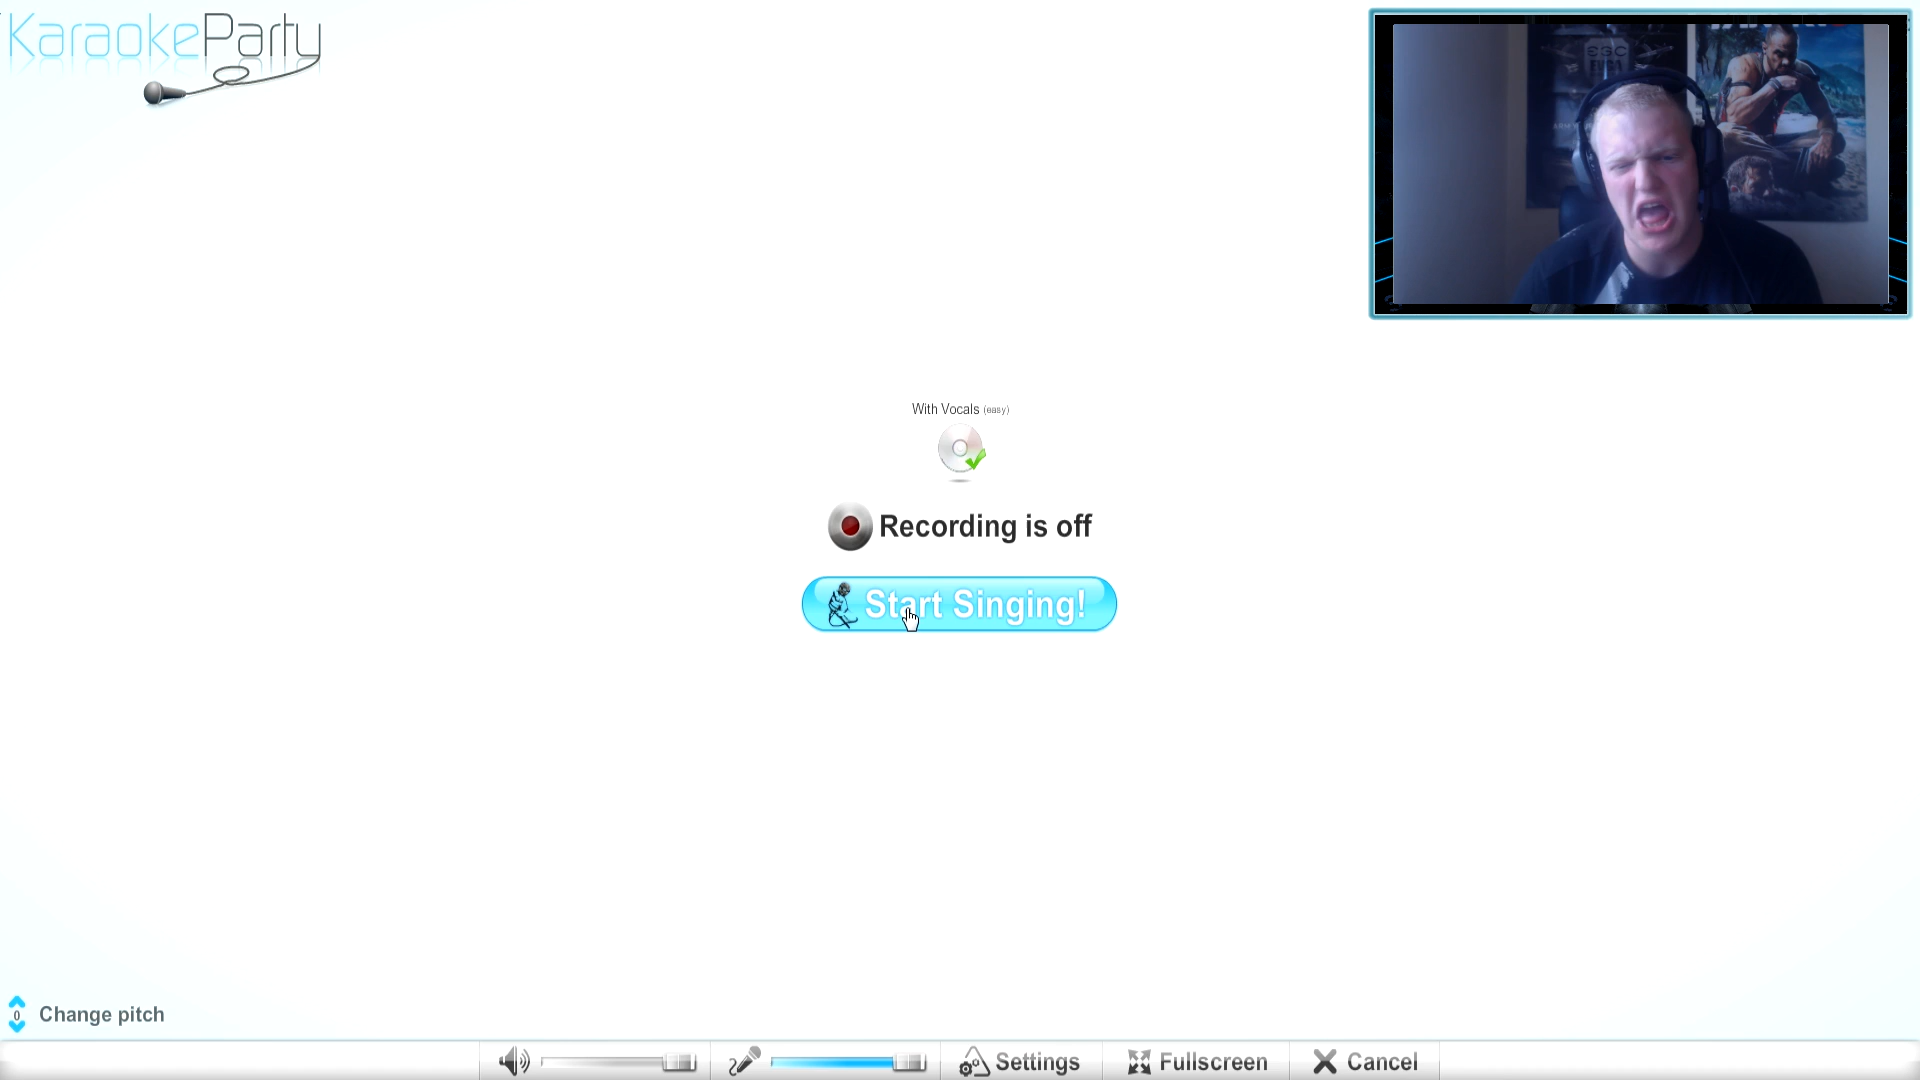 KaraokeParty
With Vocals (easy)
Recording is off
Start Singing!
0 Change pitch
Settings
Fullscreen
Cancel